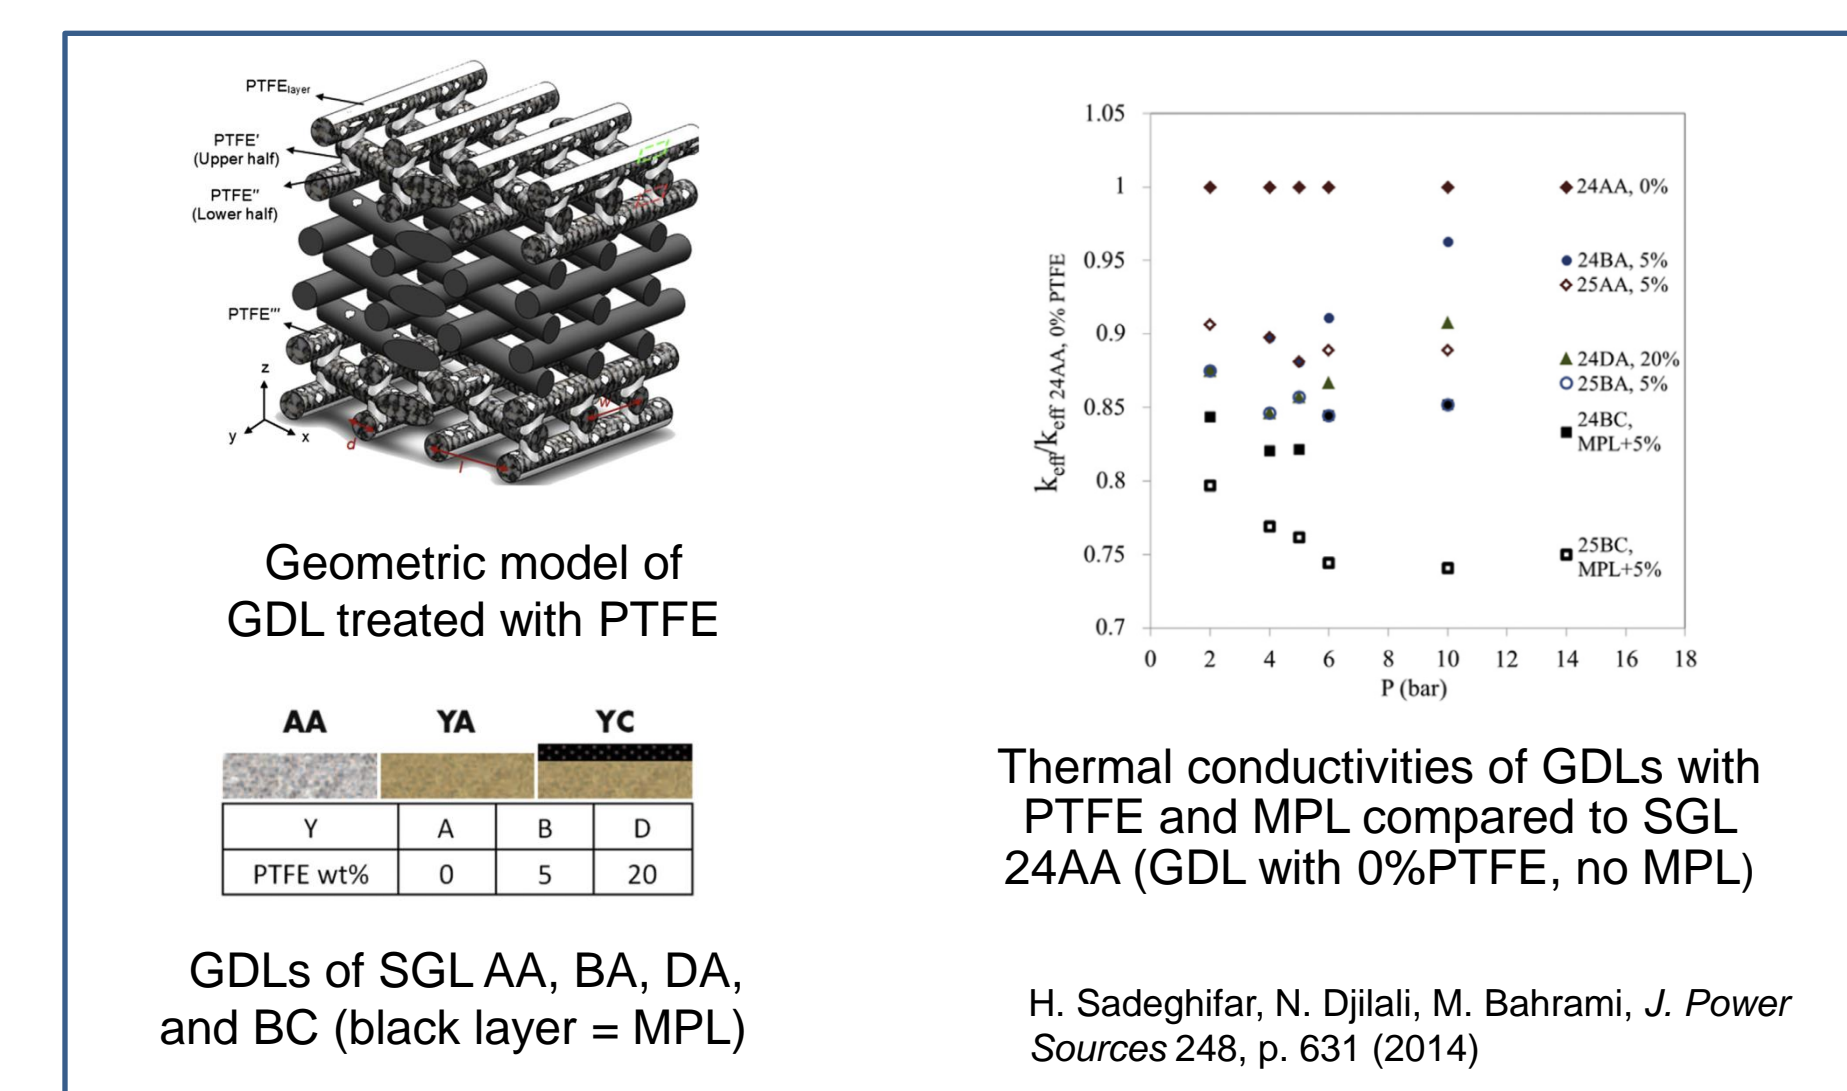 PTFElayer
PTFE'
(Upper half)
PTFE"
(Lower half)
PTFE'"
z
y
x
d
l
w
Geometric model of
GDL treated with PTFE
AA YA YC
Y A B D
PTFE wt% 0 5 20
GDLs of SGL AA, BA, DA,
and BC (black layer = MPL)
keff/keff 24AA, 0% PTFE
1.05
1
0.95
0.9
0.85
0.8
0.75
0.7
0 2 4 6 8 10 12 14 16 18
P (bar)
24AA, 0%
24BA, 5%
25AA, 5%
24DA, 20%
25BA, 5%
24BC,
MPL+5%
25BC,
MPL+5%
Thermal conductivities of GDLs with
PTFE and MPL compared to SGL
24AA (GDL with 0%PTFE, no MPL)
H. Sadeghifar, N. Djilali, M. Bahrami, J. Power
Sources 248, p. 631 (2014)